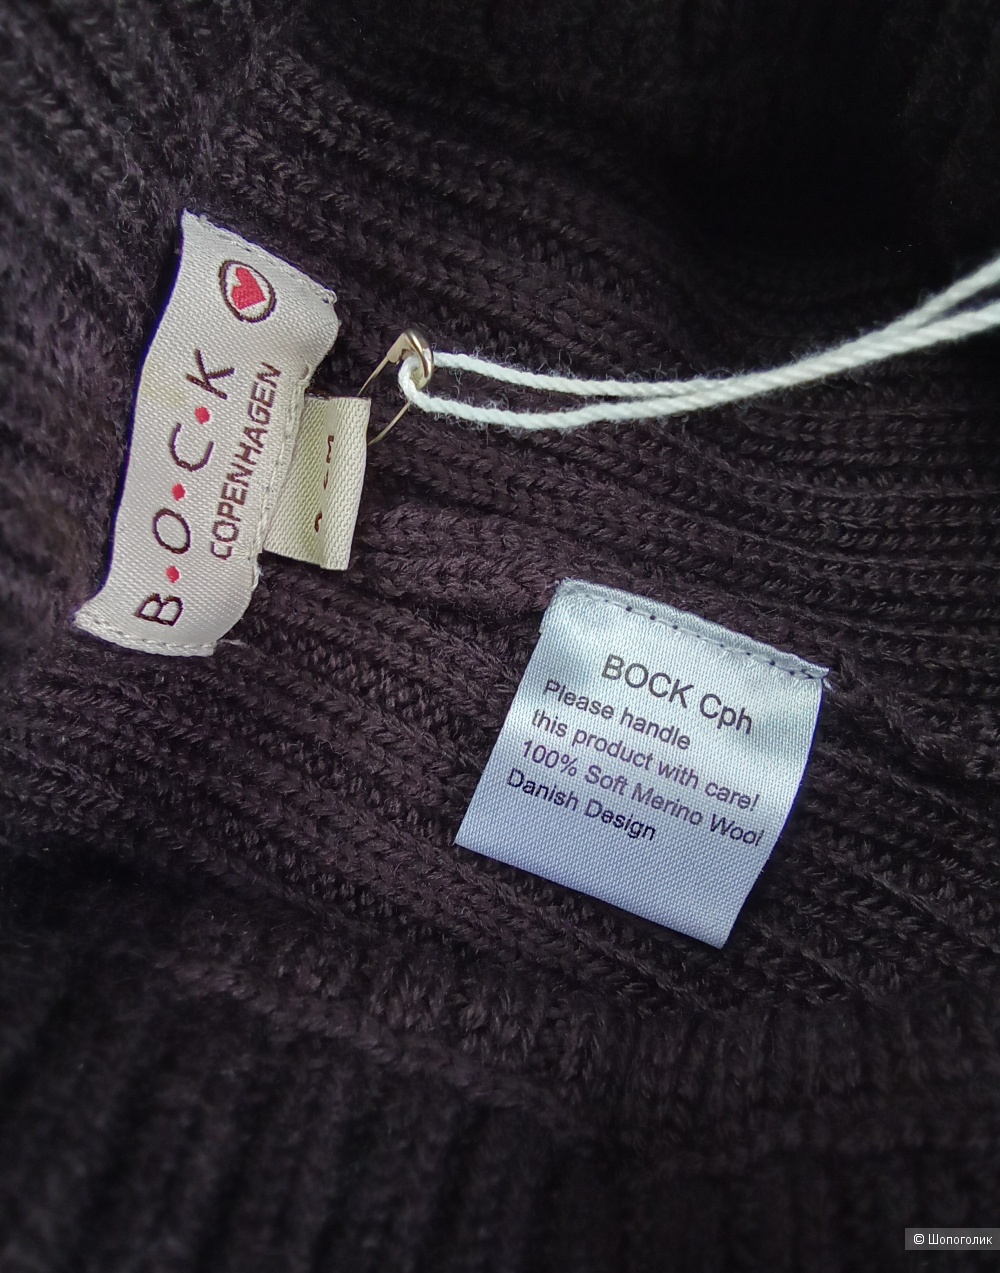 B•O•C•K
COPENHAGEN
BOCK Cph
Please handle
this product with care!
100% Soft Merino Wool
Danish Design
© Шопоголик